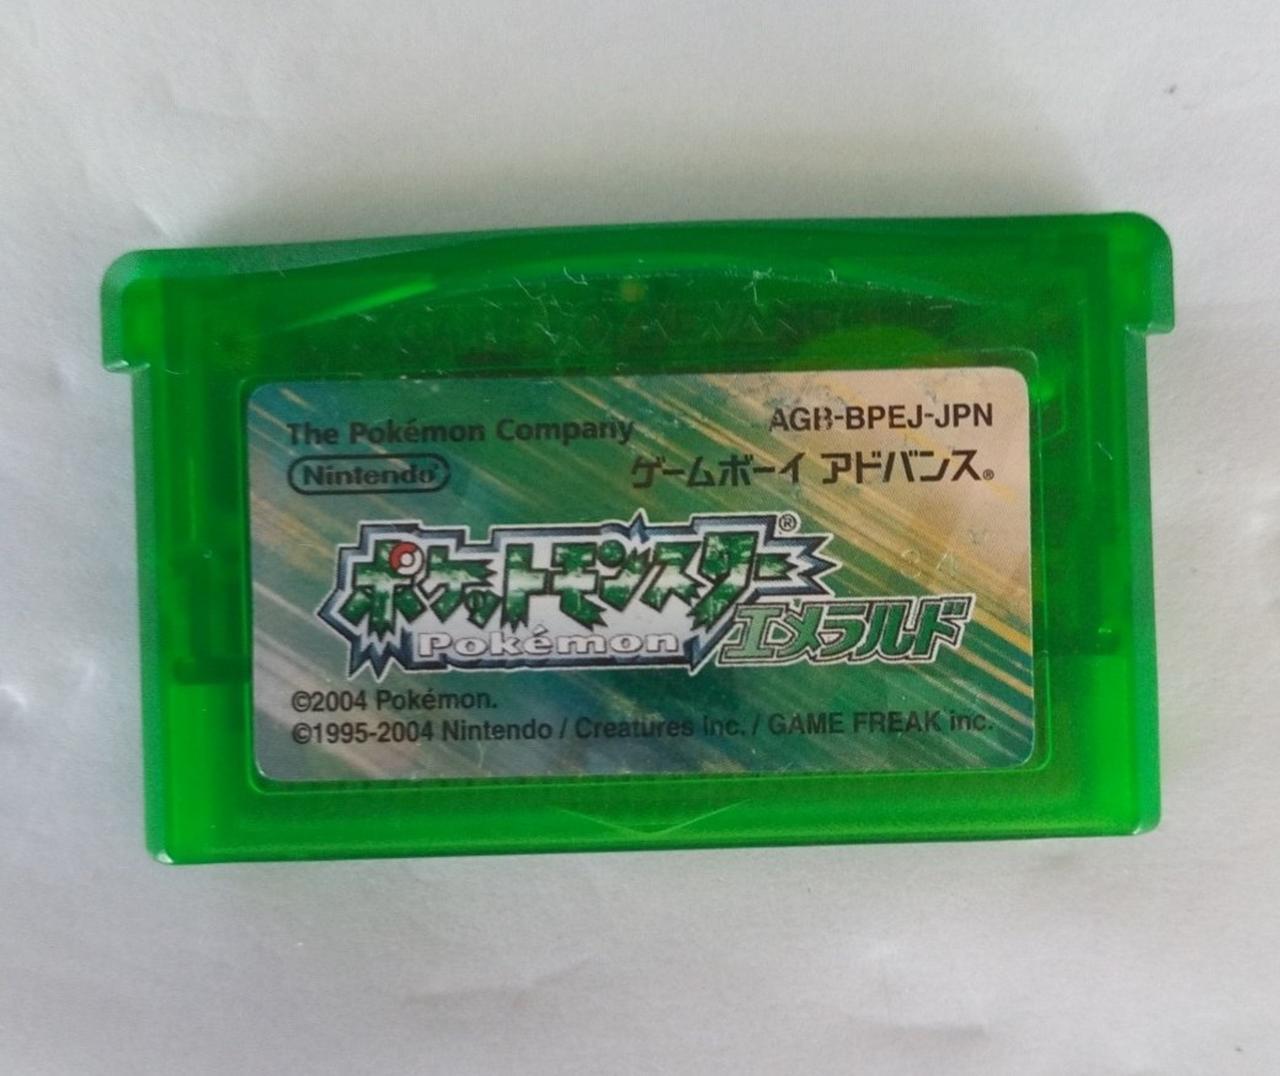 The Pokémon Company
AGB-BPEJ-JPN
Nintendo®
ゲームボーイ アドバンス®
ポケットモンスター®
Pokémon
エメラルド
©2004 Pokémon.
©1995-2004 Nintendo / Creatures inc. / GAME FREAK inc.